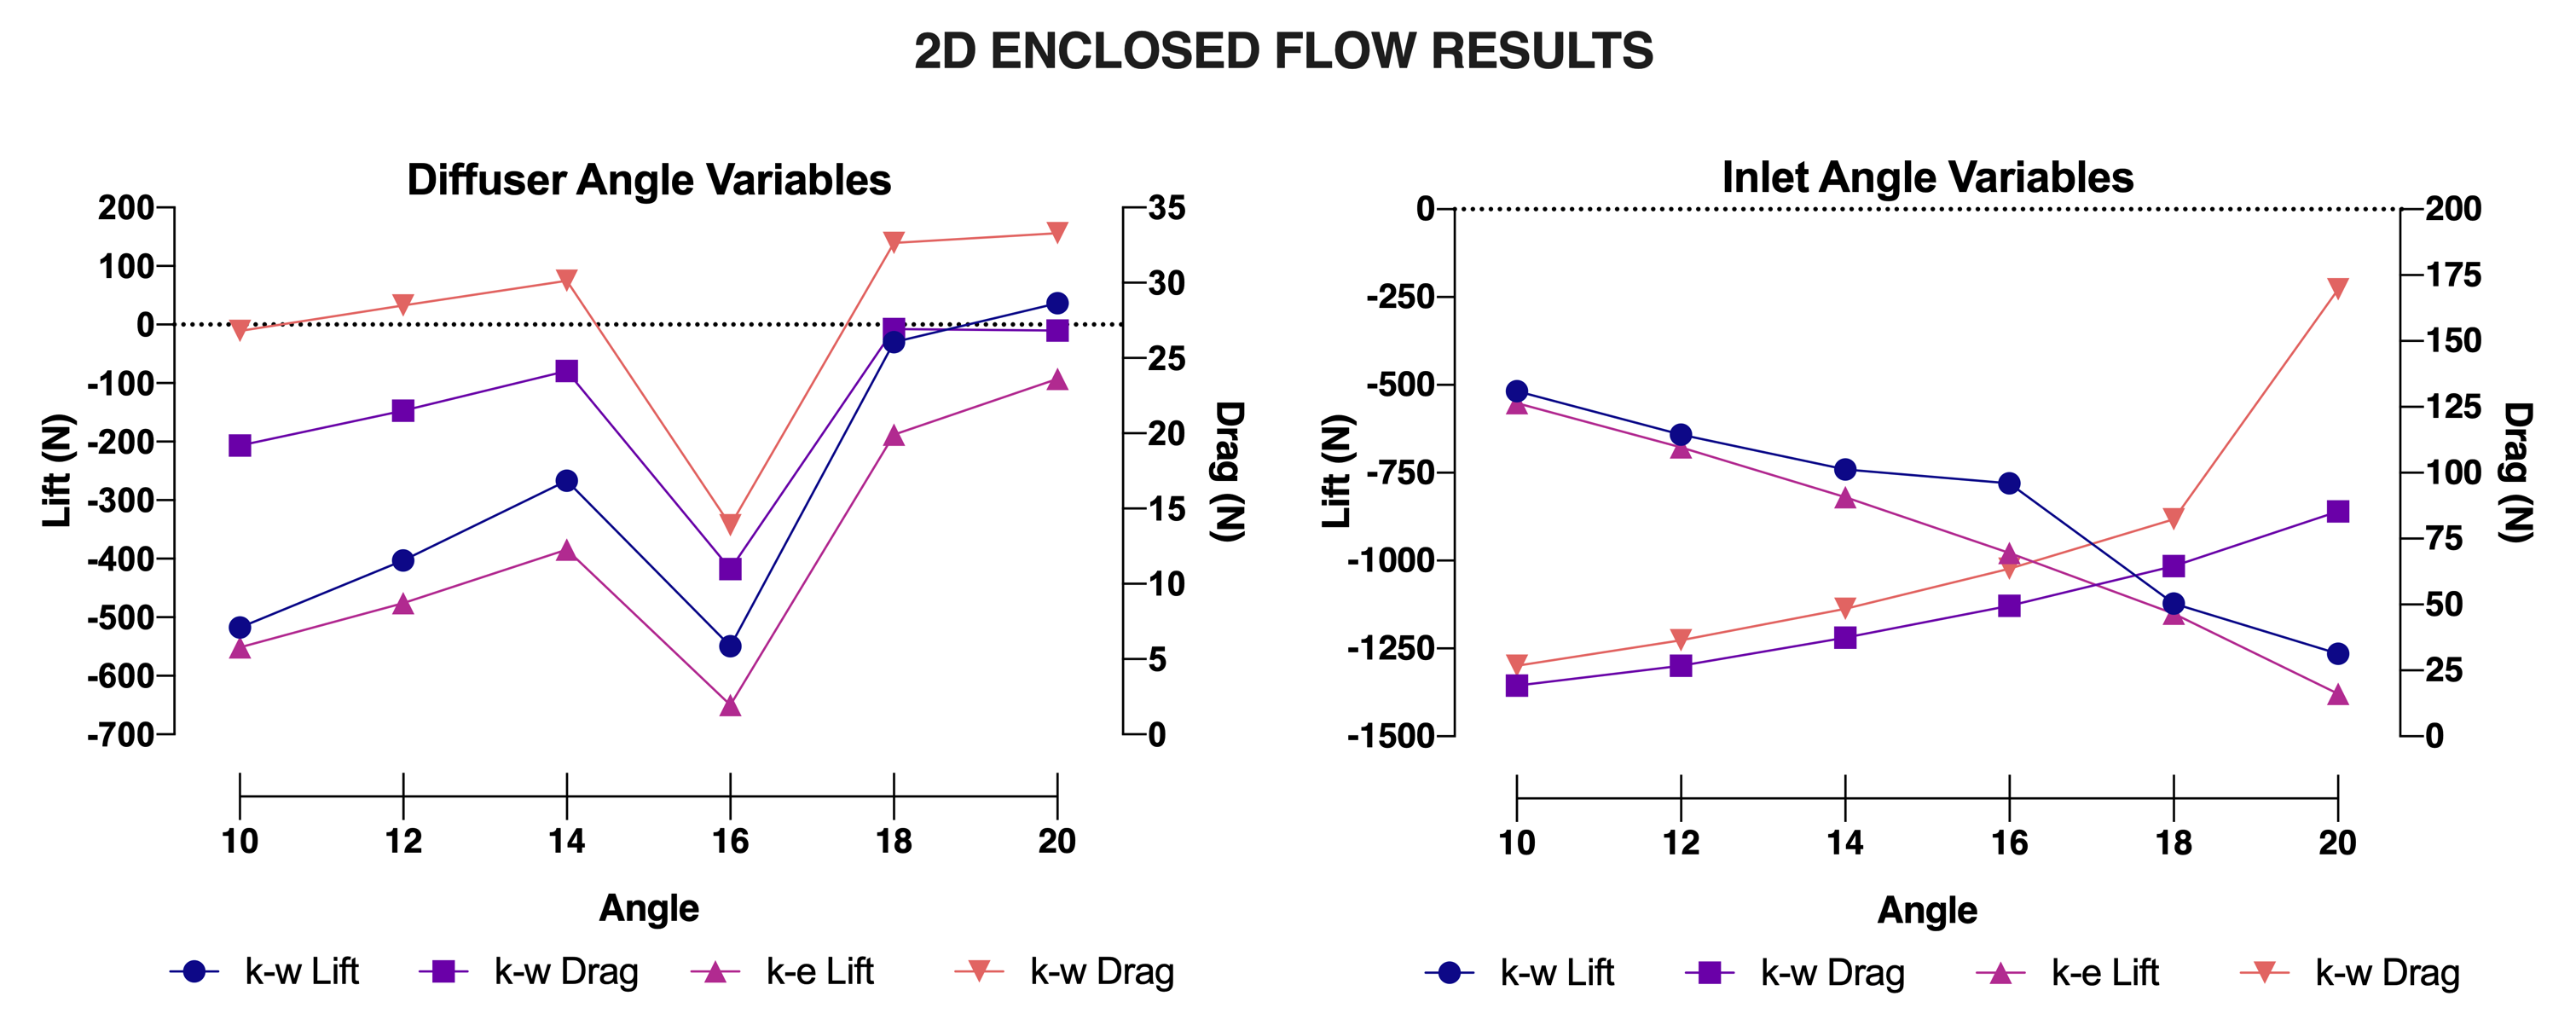 2D ENCLOSED FLOW RESULTS
Diffuser Angle Variables
200
100
0
-100
-200
-300
-400
-500
-600
-700
Lift (N)
35
30
25
20
15
10
5
0
Drag (N)
10 12 14 16 18 20
Angle
k-w Lift k-w Drag k-e Lift k-w Drag
Inlet Angle Variables
0
-250
-500
-750
-1000
-1250
-1500
Lift (N)
200
175
150
125
100
75
50
25
0
Drag (N)
10 12 14 16 18 20
Angle
k-w Lift k-w Drag k-e Lift k-w Drag